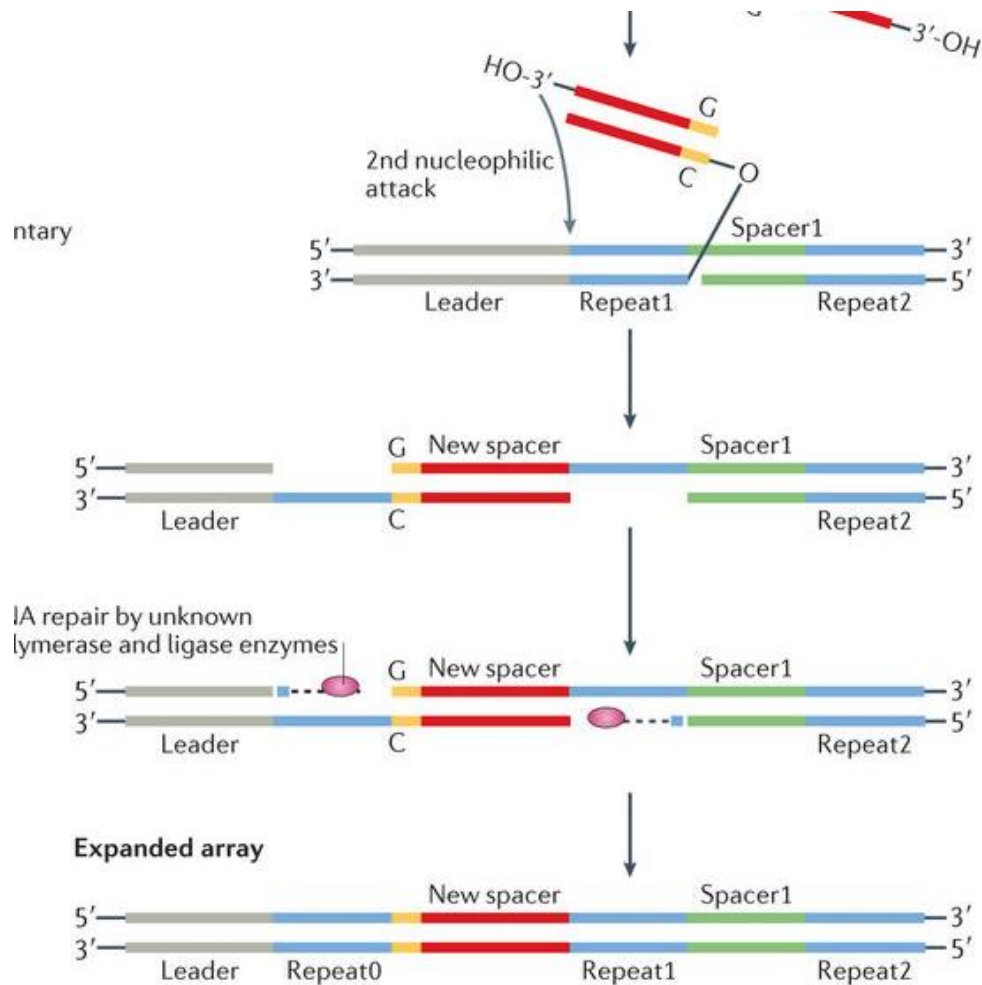 3′-OH
HO-3′
G
2nd nucleophilic
attack
C
O
ntary
Spacer1
5′ 3′
3′ 5′
Leader Repeat1 Repeat2
G New spacer Spacer1
5′ 3′
3′ 5′
Leader C Repeat2
IA repair by unknown
lymerase and ligase enzymes
G New spacer Spacer1
5′ 3′
3′ 5′
Leader C Repeat2
Expanded array
New spacer Spacer1
5′ 3′
3′ 5′
Leader Repeat0 Repeat1 Repeat2